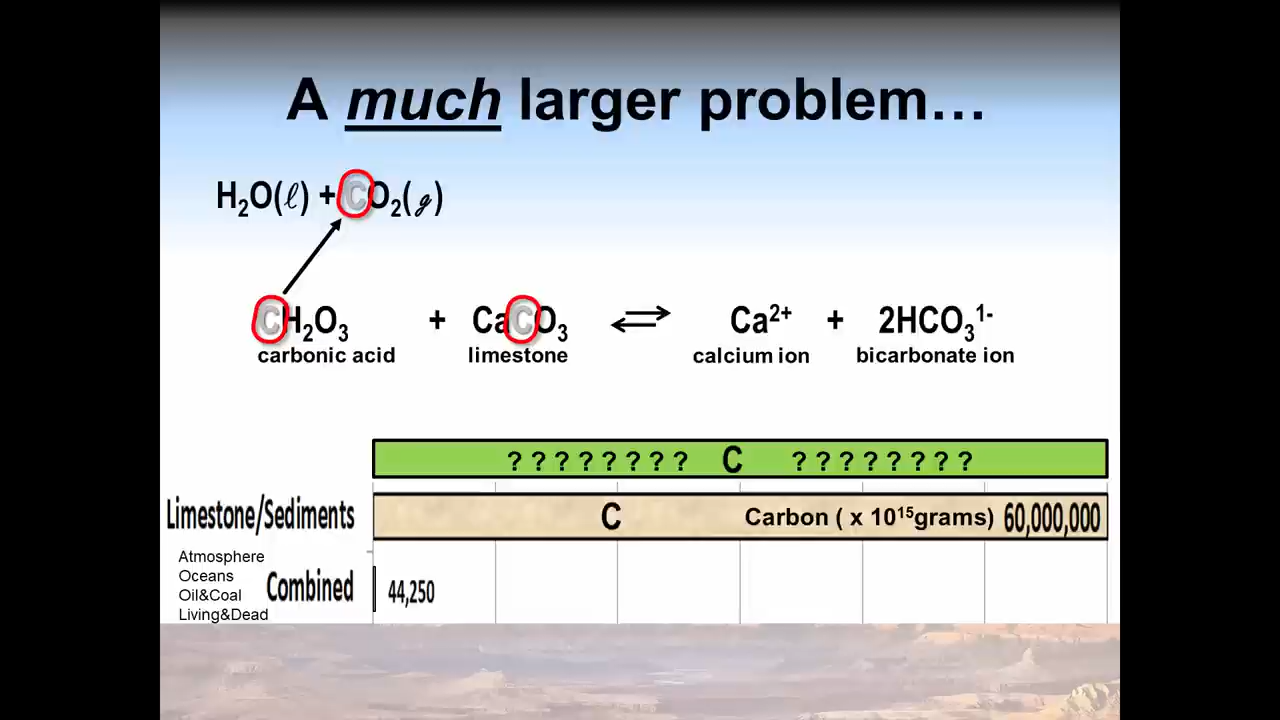 A much larger problem…
H₂O(ℓ) + CO₂(ℊ)
CH₂O₃ + CaCO₃ ⇌ Ca²⁺ + 2HCO₃¹⁻
carbonic acid limestone calcium ion bicarbonate ion
? ? ? ? ? ? ? ? C ? ? ? ? ? ? ? ?
Limestone/Sediments C Carbon ( x 10¹⁵grams) 60,000,000
Atmosphere
Oceans
Oil&Coal
Living&Dead
Combined 44,250